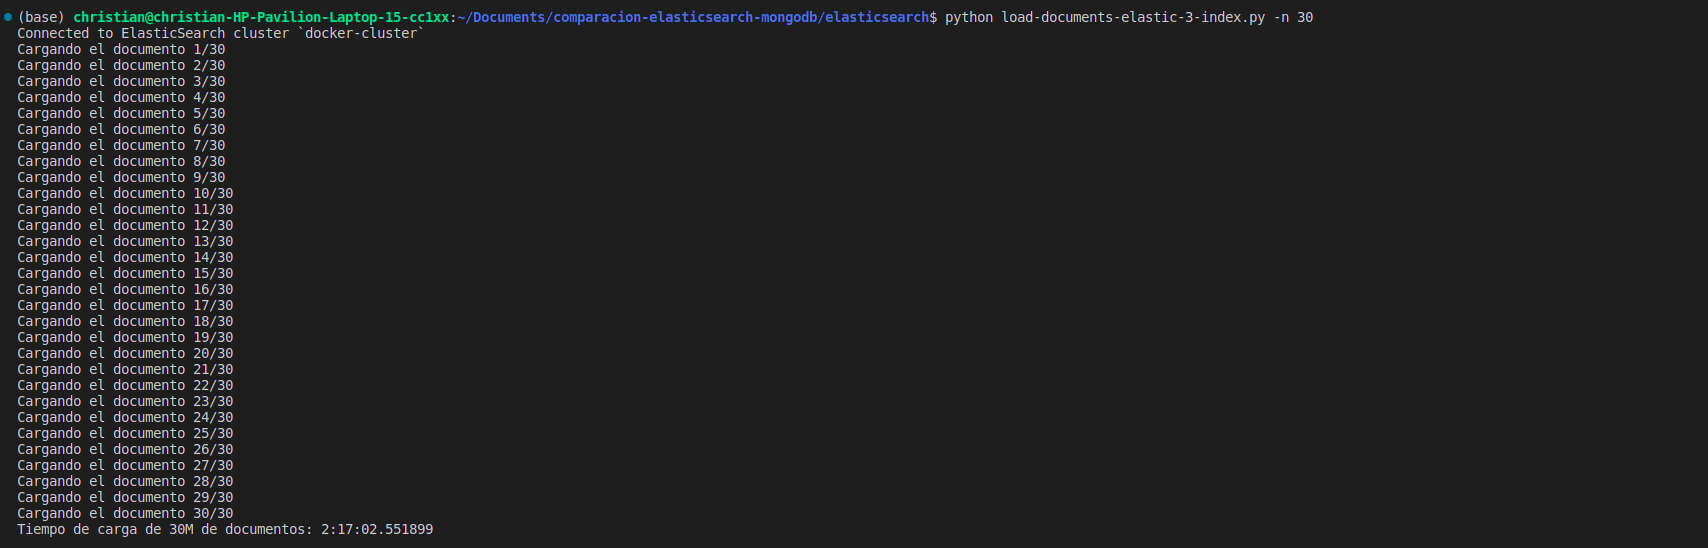 (base) christian@christian-HP-Pavilion-Laptop-15-cc1xx:~/Documents/comparacion-elasticsearch-mongodb/elasticsearch$ python load-documents-elastic-3-index.py -n 30
Connected to ElasticSearch cluster `docker-cluster`
Cargando el documento 1/30
Cargando el documento 2/30
Cargando el documento 3/30
Cargando el documento 4/30
Cargando el documento 5/30
Cargando el documento 6/30
Cargando el documento 7/30
Cargando el documento 8/30
Cargando el documento 9/30
Cargando el documento 10/30
Cargando el documento 11/30
Cargando el documento 12/30
Cargando el documento 13/30
Cargando el documento 14/30
Cargando el documento 15/30
Cargando el documento 16/30
Cargando el documento 17/30
Cargando el documento 18/30
Cargando el documento 19/30
Cargando el documento 20/30
Cargando el documento 21/30
Cargando el documento 22/30
Cargando el documento 23/30
Cargando el documento 24/30
Cargando el documento 25/30
Cargando el documento 26/30
Cargando el documento 27/30
Cargando el documento 28/30
Cargando el documento 29/30
Cargando el documento 30/30
Tiempo de carga de 30M de documentos: 2:17:02.551899